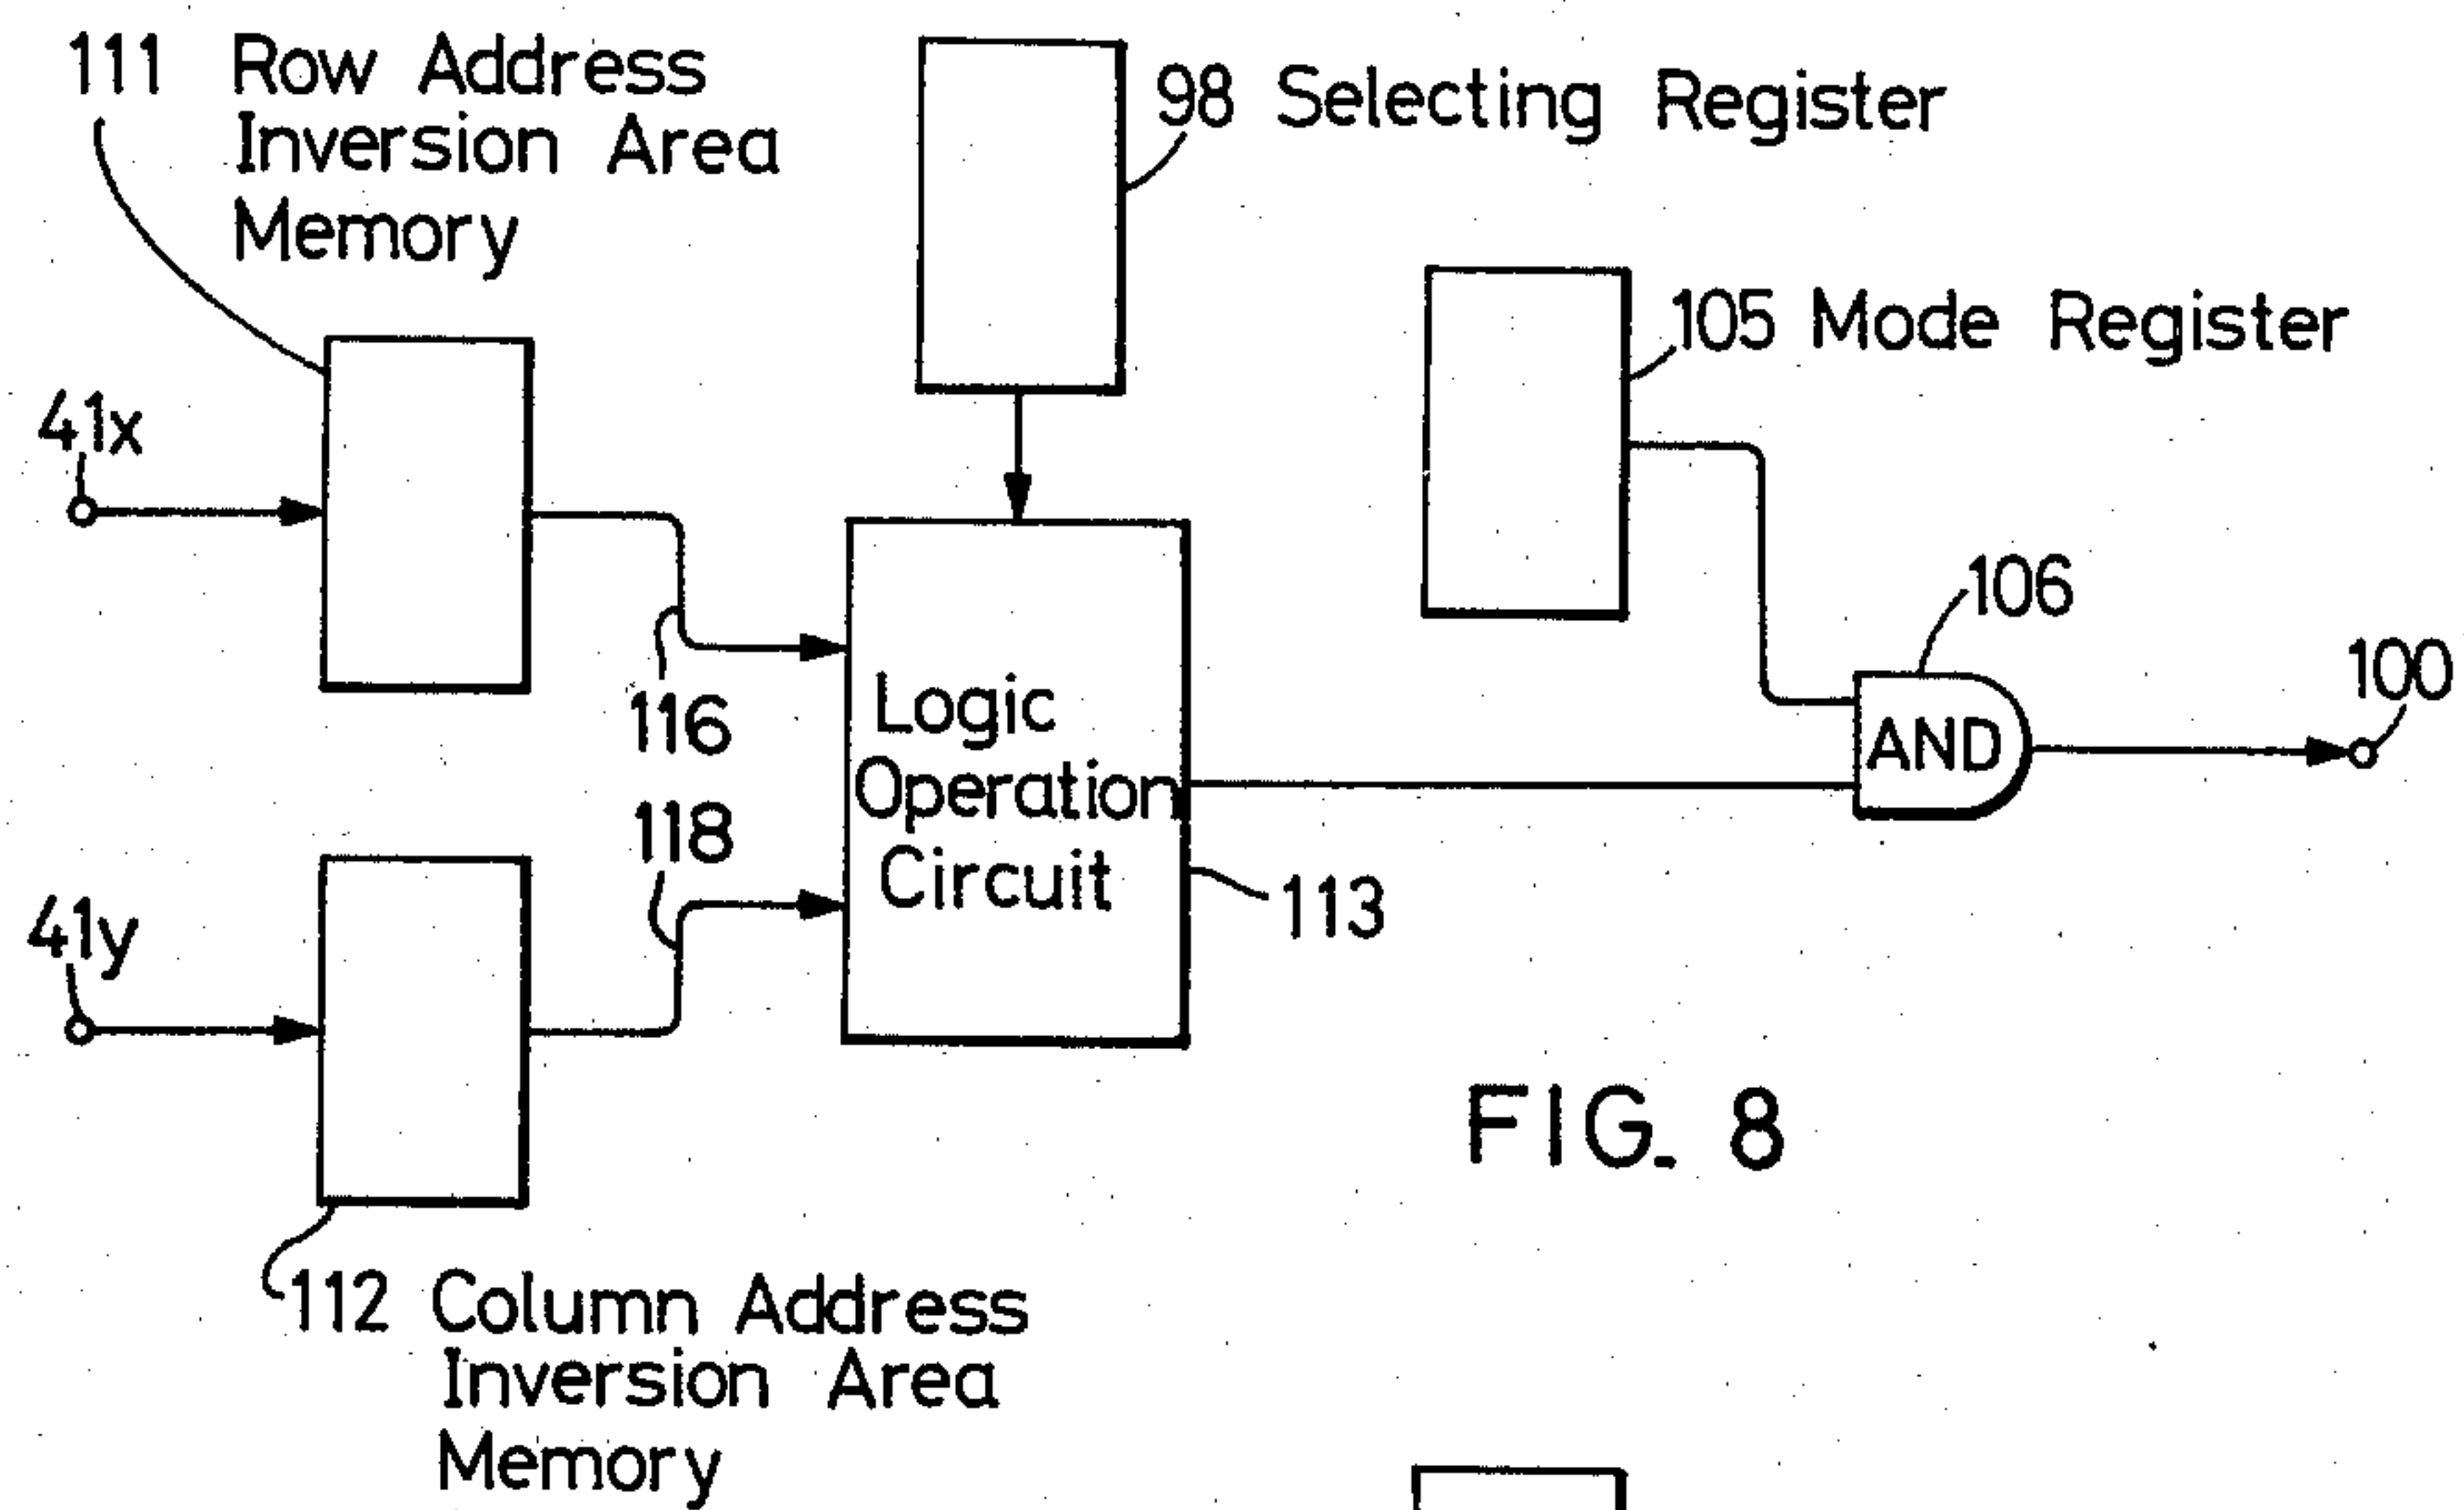 111 Row Address
Inversion Area
Memory
98 Selecting Register
105 Mode Register
41x
106
100
116
Logic
Operation
Circuit
AND
118
113
41y
FIG. 8
112 Column Address
Inversion Area
Memory